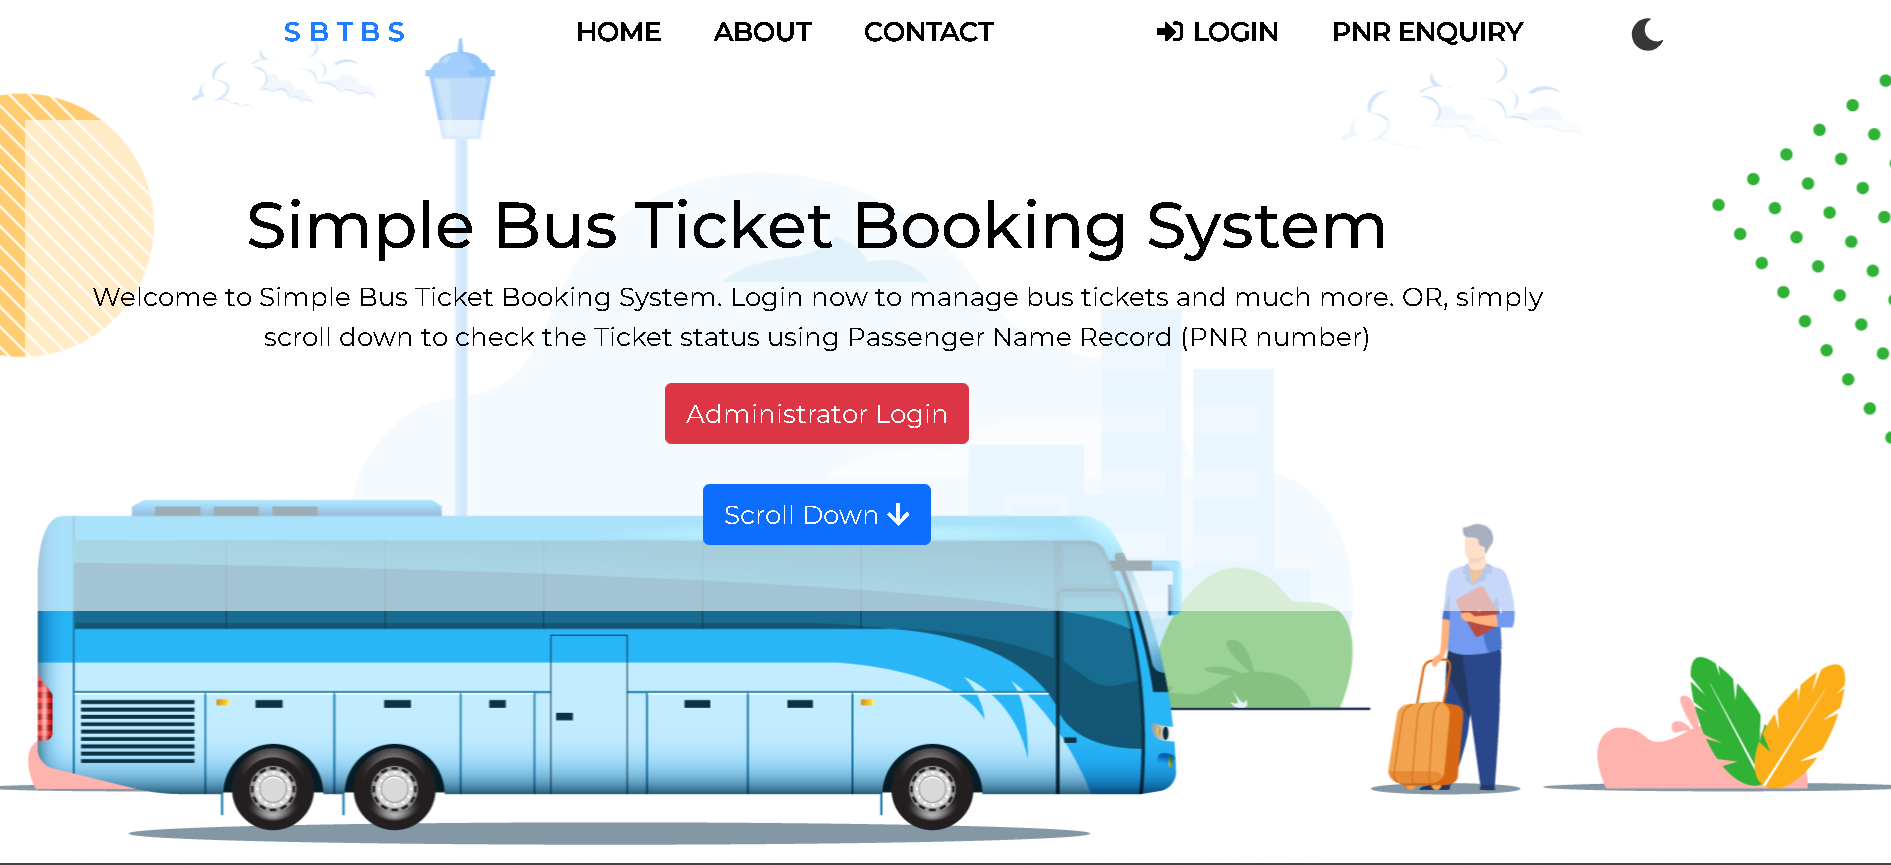 S B T B S
HOME
ABOUT
CONTACT
LOGIN
PNR ENQUIRY
Simple Bus Ticket Booking System
Welcome to Simple Bus Ticket Booking System. Login now to manage bus tickets and much more. OR, simply
scroll down to check the Ticket status using Passenger Name Record (PNR number)
Administrator Login
Scroll Down